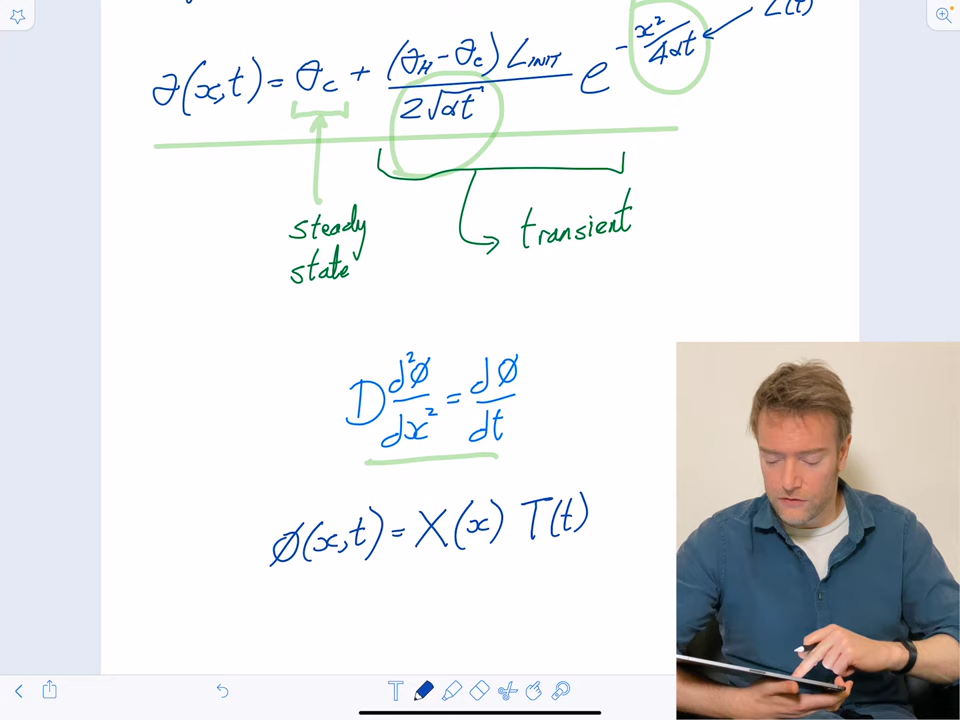 L(t)
θ(x,t) = θ_C + (θ_H - θ_C) L_INIT / 2√αt e^(-x²/4αt)
steady state
transient
D d²ø/dx² = dø/dt
ø(x,t) = X(x) T(t)
T